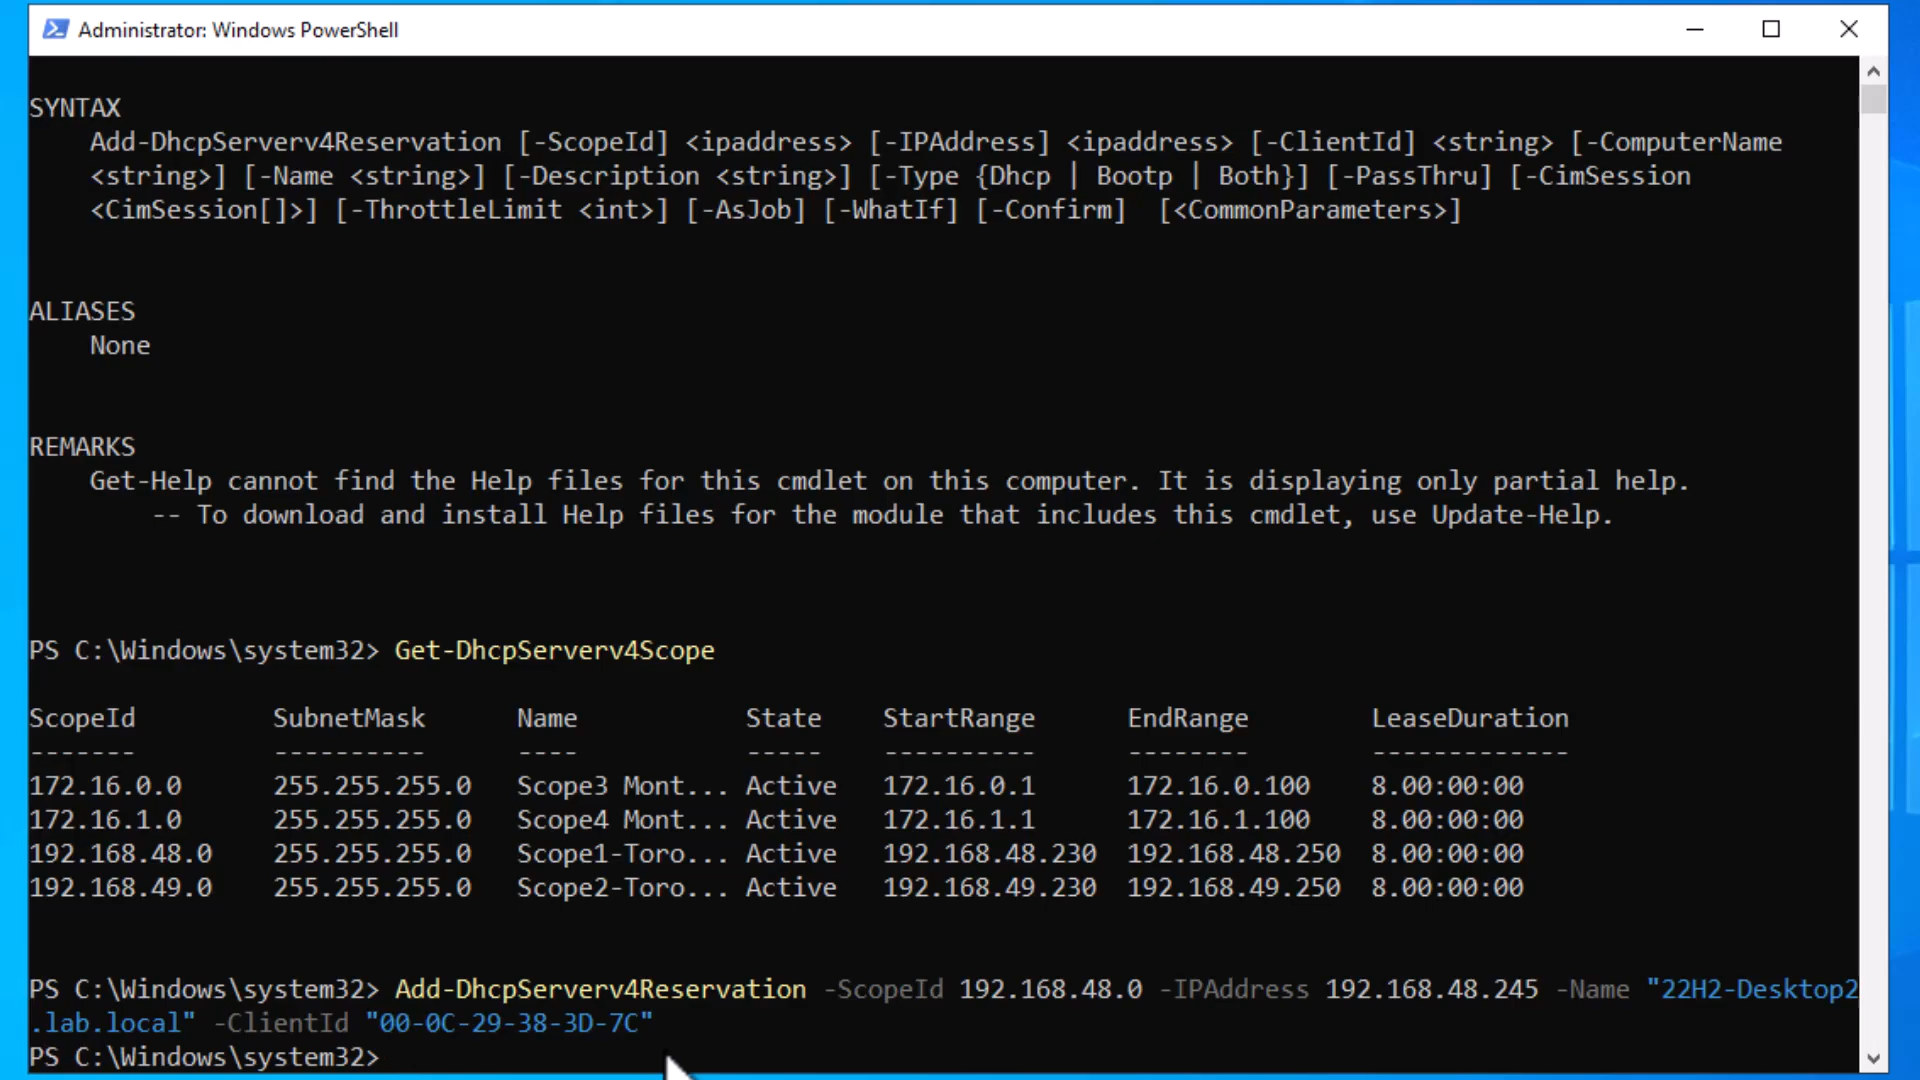 Administrator: Windows PowerShell
SYNTAX
Add-DhcpServerv4Reservation [-ScopeId] <ipaddress> [-IPAddress] <ipaddress> [-ClientId] <string> [-ComputerName
<string>] [-Name <string>] [-Description <string>] [-Type {Dhcp | Bootp | Both}] [-PassThru] [-CimSession
<CimSession[]>] [-ThrottleLimit <int>] [-AsJob] [-WhatIf] [-Confirm]  [<CommonParameters>]
ALIASES
None
REMARKS
Get-Help cannot find the Help files for this cmdlet on this computer. It is displaying only partial help.
-- To download and install Help files for the module that includes this cmdlet, use Update-Help.
PS C:\Windows\system32> Get-DhcpServerv4Scope
ScopeId SubnetMask Name State StartRange EndRange LeaseDuration
------- ---------- ---- ----- ---------- -------- -------------
172.16.0.0 255.255.255.0 Scope3 Mont... Active 172.16.0.1 172.16.0.100 8.00:00:00
172.16.1.0 255.255.255.0 Scope4 Mont... Active 172.16.1.1 172.16.1.100 8.00:00:00
192.168.48.0 255.255.255.0 Scope1-Toro... Active 192.168.48.230 192.168.48.250 8.00:00:00
192.168.49.0 255.255.255.0 Scope2-Toro... Active 192.168.49.230 192.168.49.250 8.00:00:00
PS C:\Windows\system32> Add-DhcpServerv4Reservation -ScopeId 192.168.48.0 -IPAddress 192.168.48.245 -Name "22H2-Desktop2
.lab.local" -ClientId "00-0C-29-38-3D-7C"
PS C:\Windows\system32>